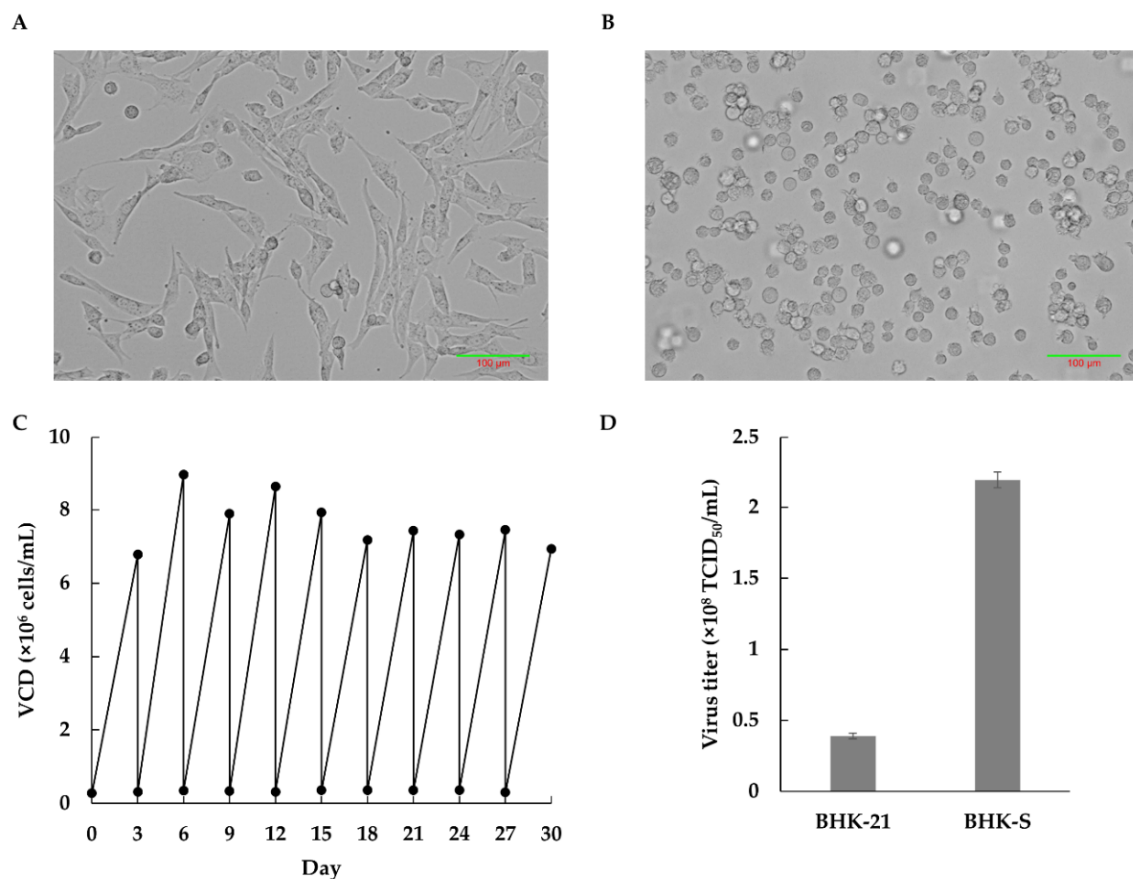 A
B
100 μm
100 μm
C
D
10
8
6
4
2
0
VCD (×10⁶ cells/mL)
0 3 6 9 12 15 18 21 24 27 30
Day
2.5
2
1.5
1
0.5
0
Virus titer (×10⁸ TCID₅₀/mL)
BHK-21 BHK-S